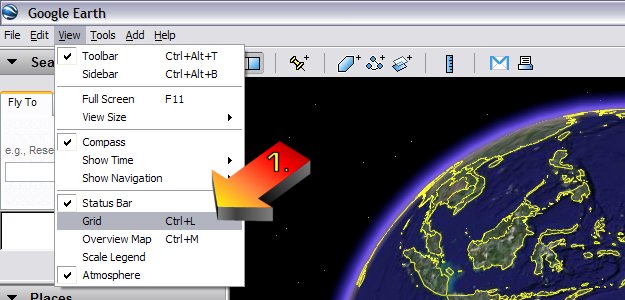 Google Earth
File Edit View Tools Add Help
Toolbar Ctrl+Alt+T
Sidebar Ctrl+Alt+B
Full Screen F11
View Size
Compass
Show Time
Show Navigation
Status Bar
Grid Ctrl+L
Overview Map Ctrl+M
Scale Legend
Atmosphere
Sea
Fly To
e.g., Rese
Places
1.